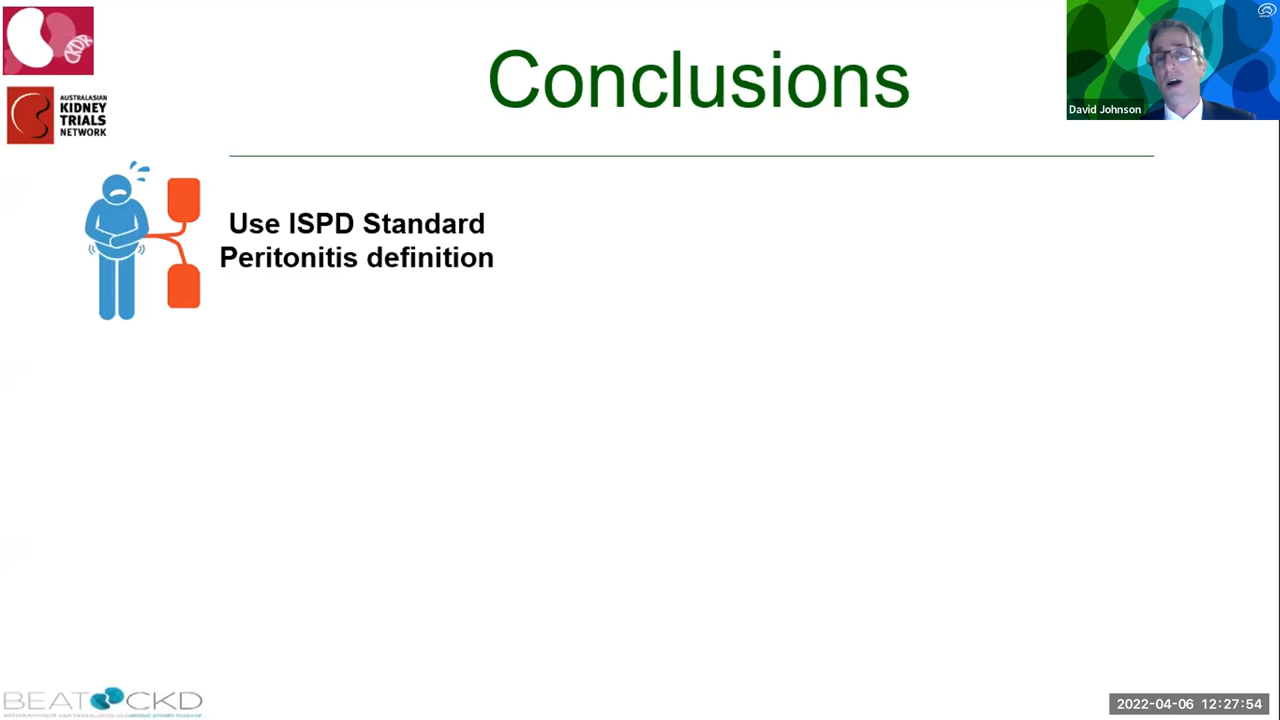 CKDR
AUSTRALASIAN
KIDNEY
TRIALS
NETWORK
Conclusions
David Johnson
Use ISPD Standard
Peritonitis definition
BEAT CKD
2022-04-06 12:27:54